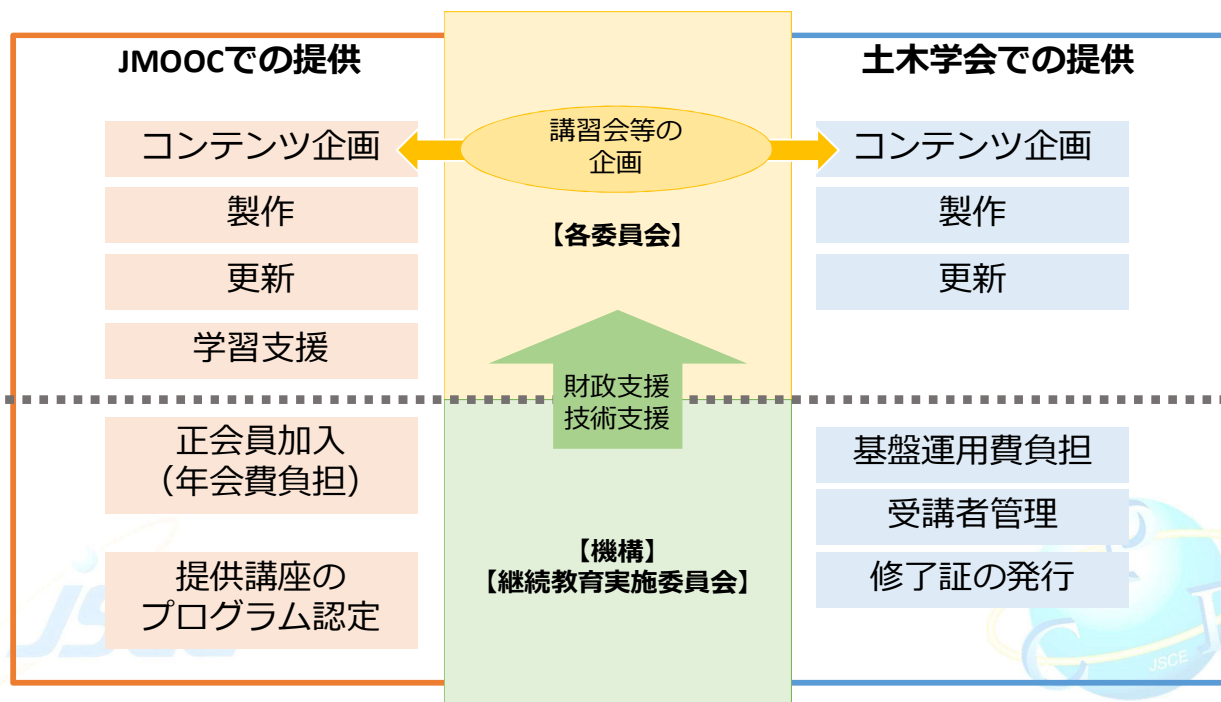 JMOOCでの提供
コンテンツ企画
製作
更新
学習支援
正会員加入
（年会費負担）
提供講座の
プログラム認定
講習会等の
企画
【各委員会】
財政支援
技術支援
【機構】
【継続教育実施委員会】
土木学会での提供
コンテンツ企画
製作
更新
基盤運用費負担
受講者管理
修了証の発行
JSCE